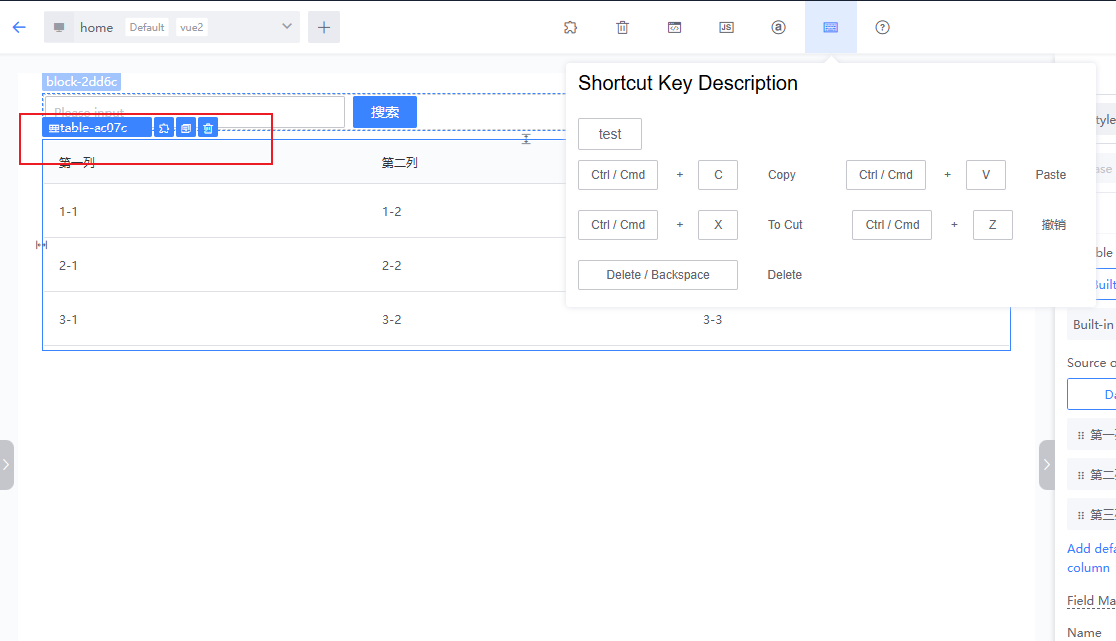 home Default vue2
JS
block-2dd6c
Please input
搜索
table-ac07c
第一列 第二列
1-1 1-2
2-1 2-2
3-1 3-2 3-3
Shortcut Key Description
test
Ctrl / Cmd + C Copy Ctrl / Cmd + V Paste
Ctrl / Cmd + X To Cut Ctrl / Cmd + Z 撤销
Delete / Backspace Delete
tyle
ase
ble
Built
Built-in
Source o
Da
第一
第二
第三
Add defa
column
Field Ma
Name